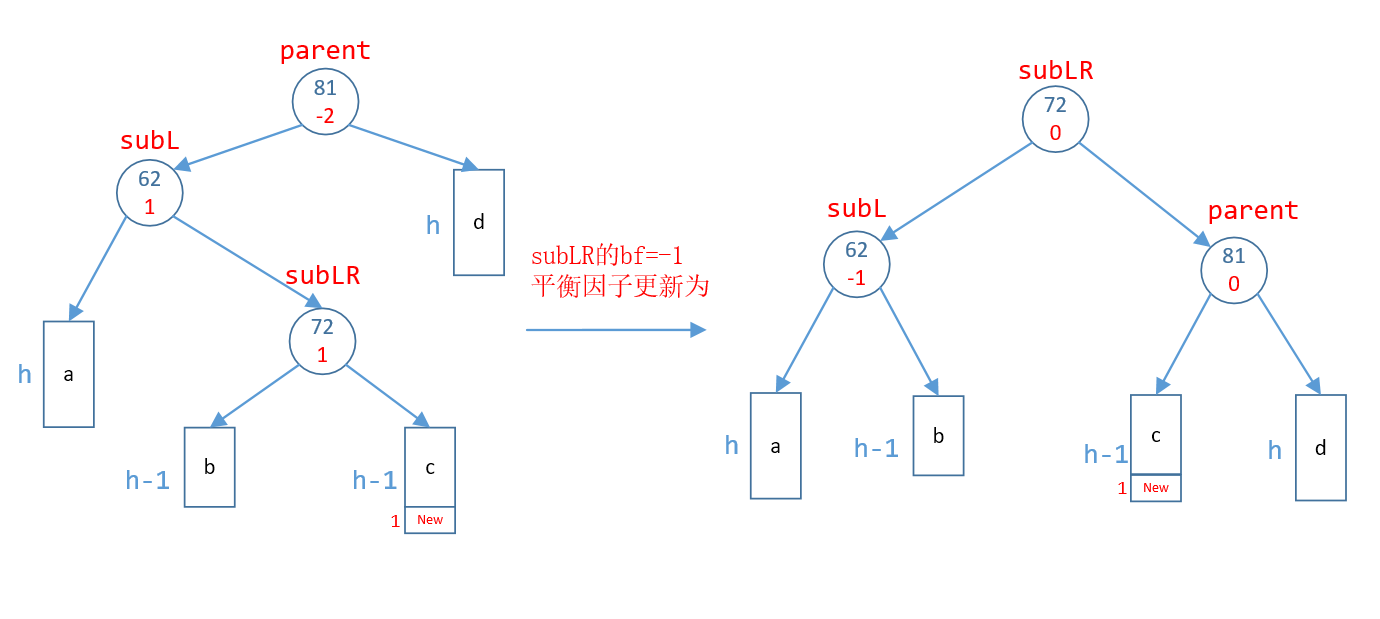 parent
81
-2
subL
62
1
d
h
subLR
72
1
h
a
h-1
b
h-1
c
1
New
subLR的bf=-1
平衡因子更新为
subLR
72
0
subL
62
-1
parent
81
0
h
a
h-1
b
h-1
c
1
New
h
d